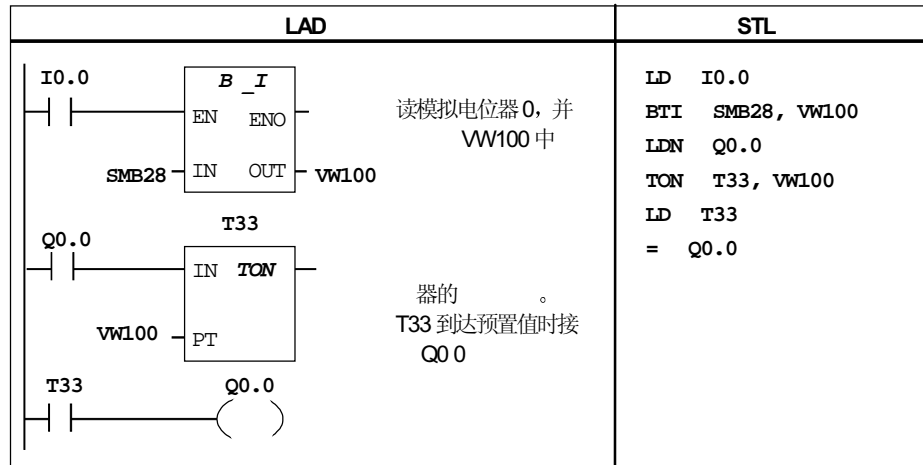 LAD
STL
I0.0
B _I
EN ENO
SMB28 IN OUT VW100
读模拟电位器0，并
VW100 中
T33
Q0.0
IN TON
VW100 PT
器的 。
T33 到达预置值时接
Q0 0
T33 Q0.0
LD I0.0
BTI SMB28, VW100
LDN Q0.0
TON T33, VW100
LD T33
= Q0.0